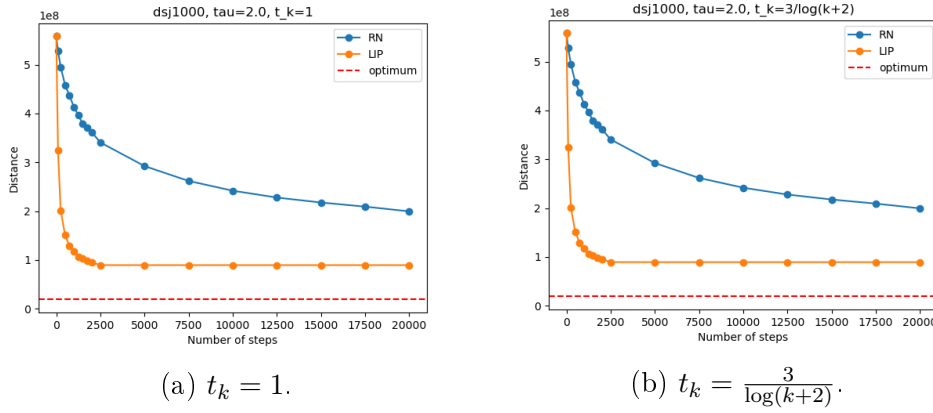 dsj1000, tau=2.0, t_k=1
1e8
RN
LIP
optimum
Distance
5
4
3
2
1
0
0 2500 5000 7500 10000 12500 15000 17500 20000
Number of steps
(a) t_k = 1.
dsj1000, tau=2.0, t_k=3/log(k+2)
1e8
RN
LIP
optimum
Distance
5
4
3
2
1
0
0 2500 5000 7500 10000 12500 15000 17500 20000
Number of steps
(b) t_k = 3/log(k+2).